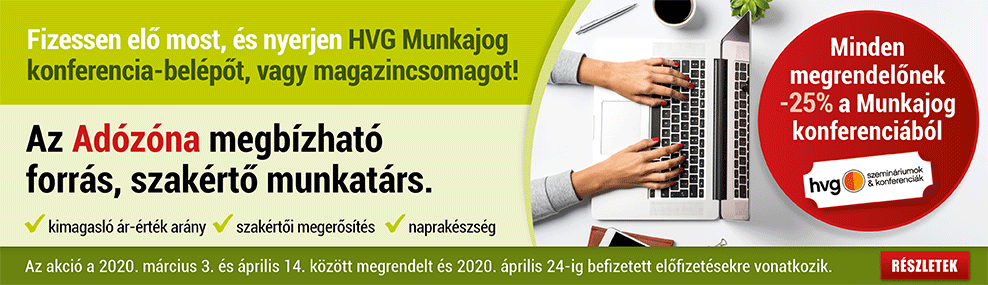 Fizessen elő most, és nyerjen HVG Munkajog
konferencia-belépőt, vagy magazincsomagot!
Az Adózóna megbízható
forrás, szakértő munkatárs.
kimagasló ár-érték arány
szakértői megerősítés
naprakészség
Minden
megrendelőnek
-25% a Munkajog
konferenciából
hvg szemináriumok
& konferenciák
Az akció a 2020. március 3. és április 14. között megrendelt és 2020. április 24-ig befizetett előfizetésekre vonatkozik.
RÉSZLETEK